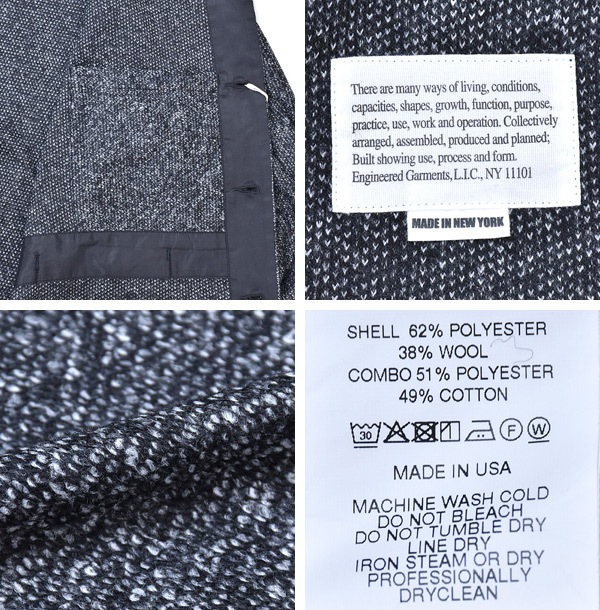 There are many ways of living, conditions,
capacities, shapes, growth, function, purpose,
practice, use, work and operation. Collectively
arranged, assembled, produced and planned;
Built showing use, process and form.
Engineered Garments, L.I.C., NY 11101
MADE IN NEW YORK
SHELL 62% POLYESTER
38% WOOL
COMBO 51% POLYESTER
49% COTTON
30 F W
MADE IN USA
MACHINE WASH COLD
DO NOT BLEACH
DO NOT TUMBLE DRY
LINE DRY
IRON STEAM OR DRY
PROFESSIONALLY
DRYCLEAN